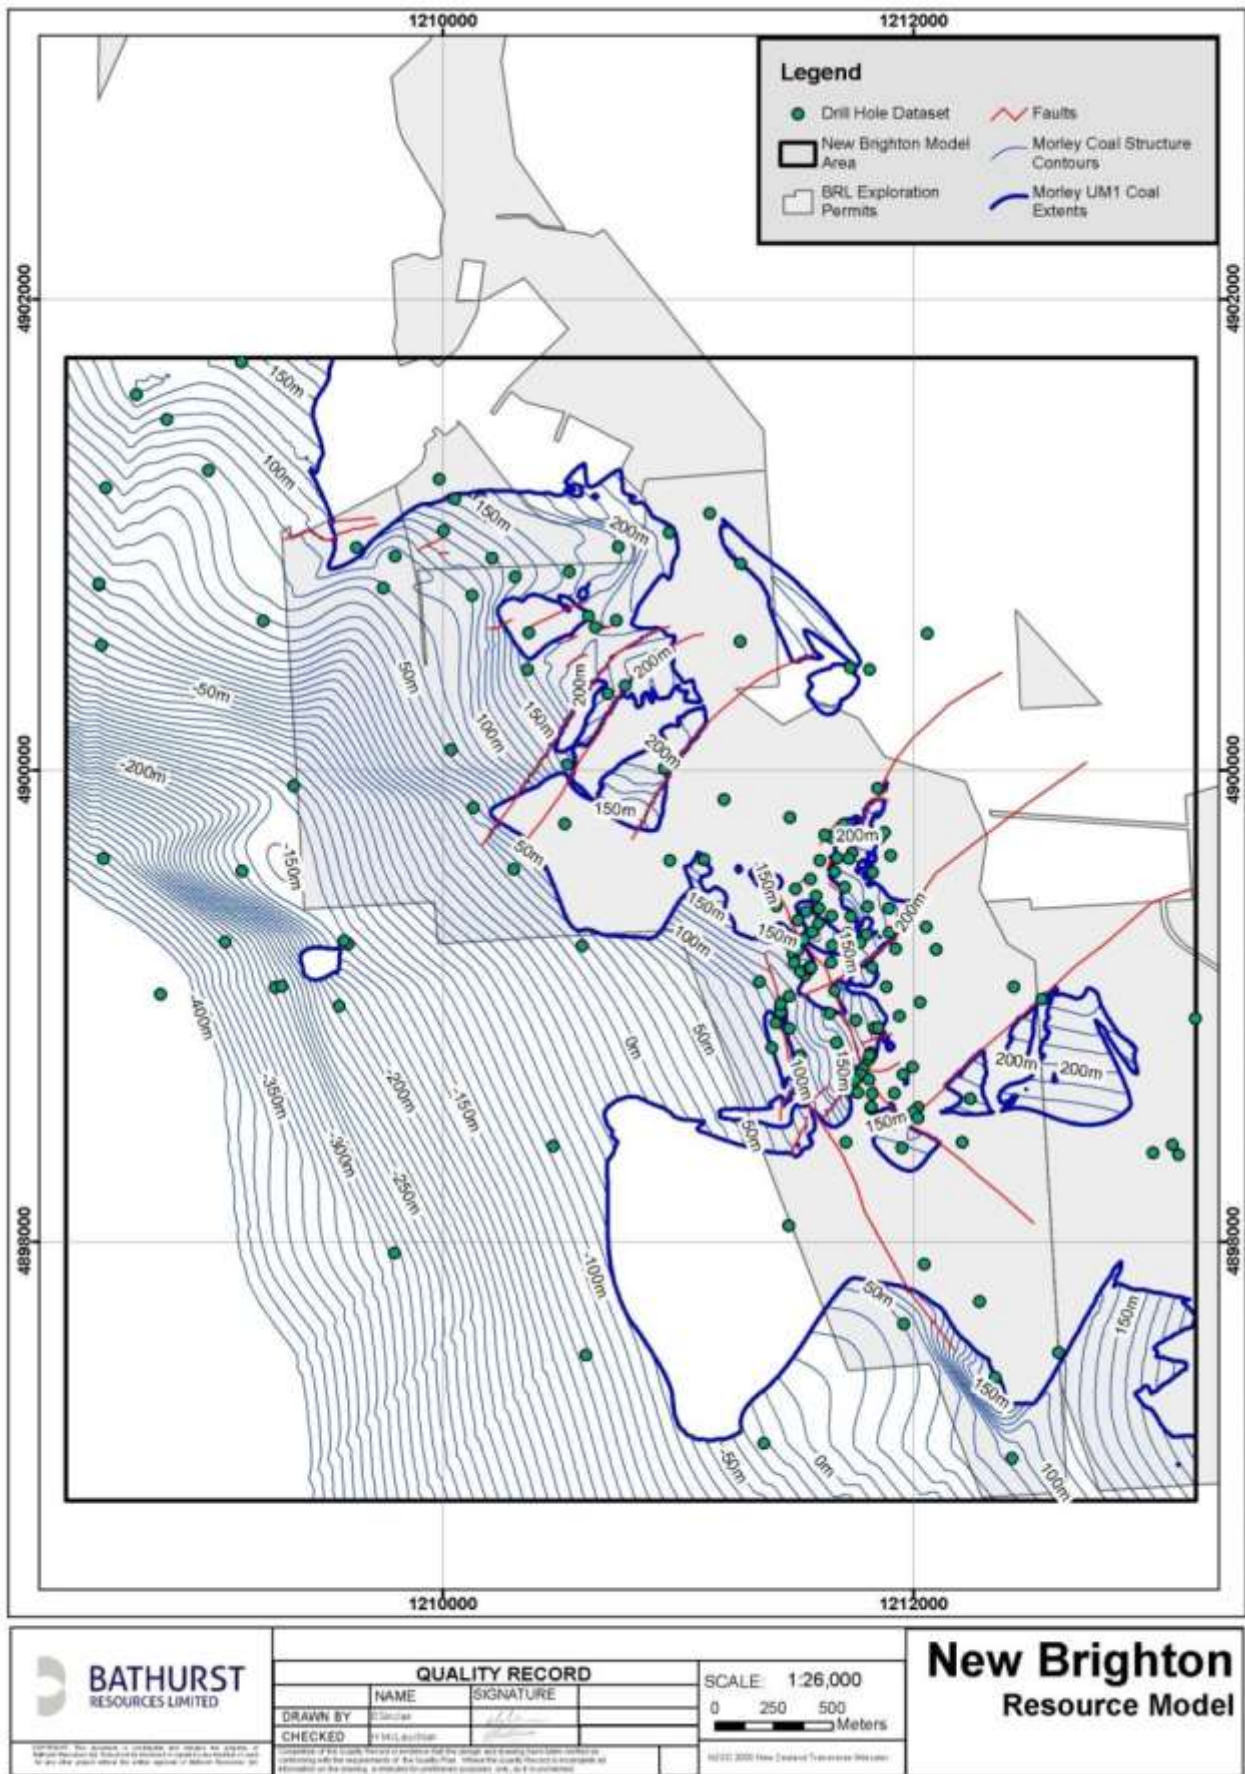 1210000
1212000
Legend
Drill Hole Dataset
Faults
New Brighton Model
Area
Morley Coal Structure
Contours
BRL Exploration
Permits
Morley UM1 Coal
Extents
4902000
4902000
150m
100m
150m
200m
-50m
50m
200m
200m
150m
100m
200m
4900000
4900000
-200m
150m
200m
50m
-150m
150m
150m
200m
150m
150m
-100m
-400m
0m
50m
200m
200m
150m
100m
-350m
-200m
-150m
150m
50m
-300m
-250m
4898000
4898000
-100m
50m
150m
150m
-50m
0m
100m
1210000
1212000
BATHURST
RESOURCES LIMITED
QUALITY RECORD
NAME
SIGNATURE
DRAWN BY
CHECKED
SCALE: 1:26,000
0 250 500
Meters
New Brighton
Resource Model